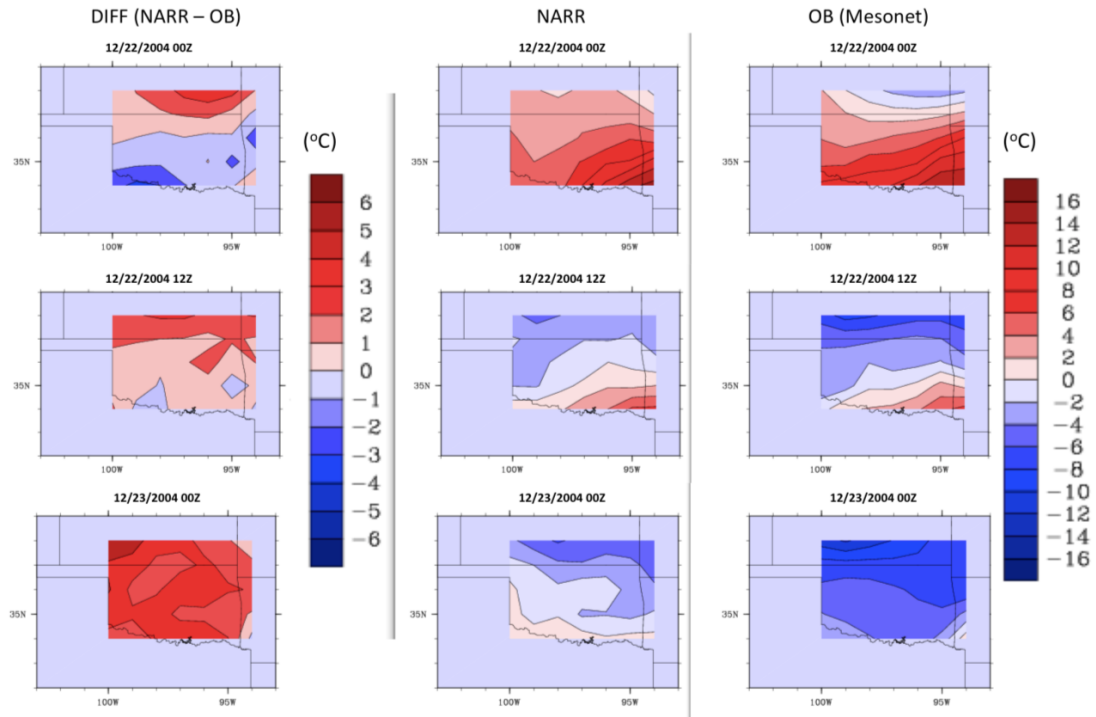 DIFF (NARR – OB) NARR OB (Mesonet)
12/22/2004 00Z 12/22/2004 00Z 12/22/2004 00Z
35N 35N 35N
100W 95W 100W 95W 100W 95W
(°C)
6
5
4
3
2
1
0
−1
−2
−3
−4
−5
−6
(°C)
16
14
12
10
8
6
4
2
0
−2
−4
−6
−8
−10
−12
−14
−16
12/22/2004 12Z 12/22/2004 12Z 12/22/2004 12Z
35N 35N 35N
100W 95W 100W 95W 100W 95W
12/23/2004 00Z 12/23/2004 00Z 12/23/2004 00Z
35N 35N 35N
100W 95W 100W 95W 100W 95W